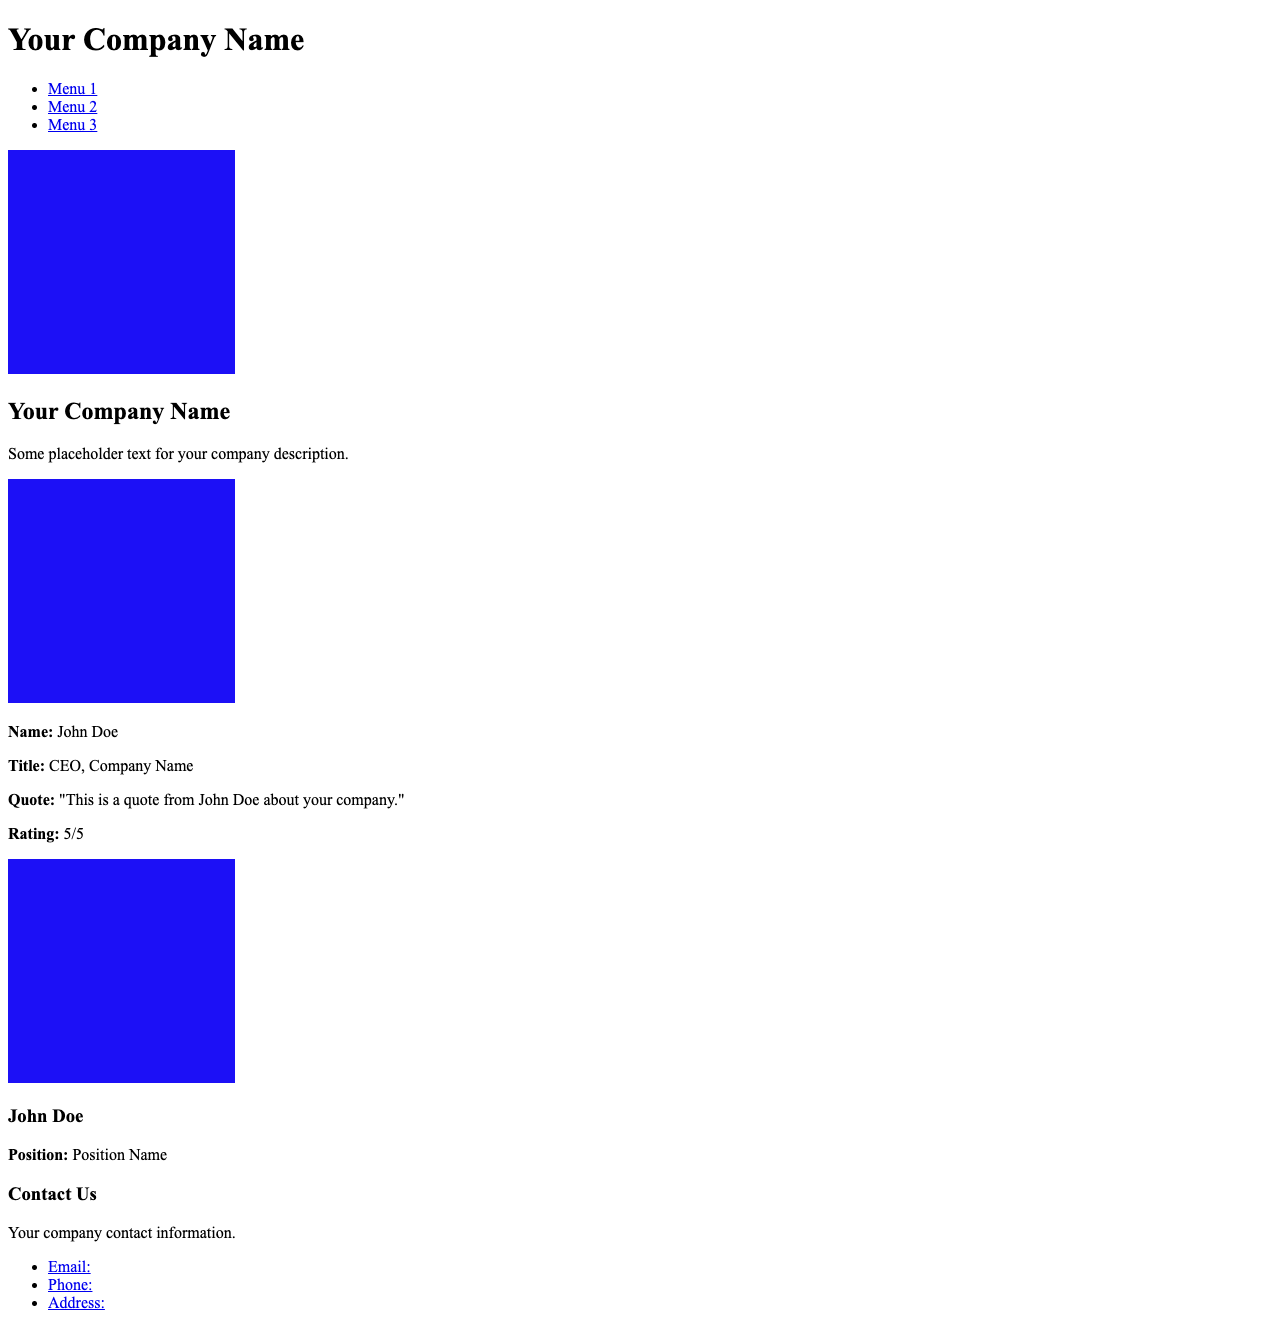 Your Company Name
Menu 1
Menu 2
Menu 3
Your Company Name
Some placeholder text for your company description.
Name: John Doe
Title: CEO, Company Name
Quote: "This is a quote from John Doe about your company."
Rating: 5/5
John Doe
Position: Position Name
Contact Us
Your company contact information.
Email:
Phone:
Address: